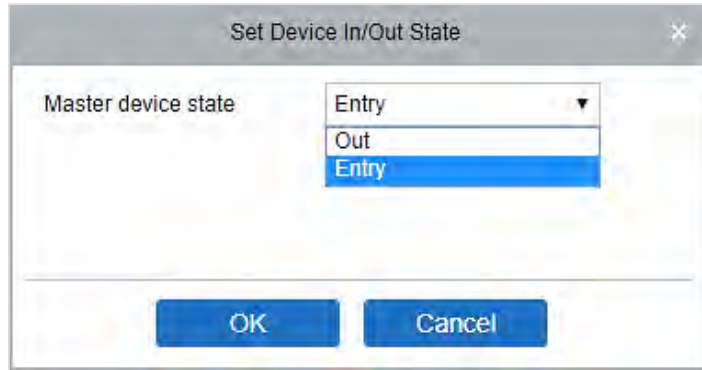 Set Device In/Out State
Master device state Entry
Out
Entry
OK Cancel